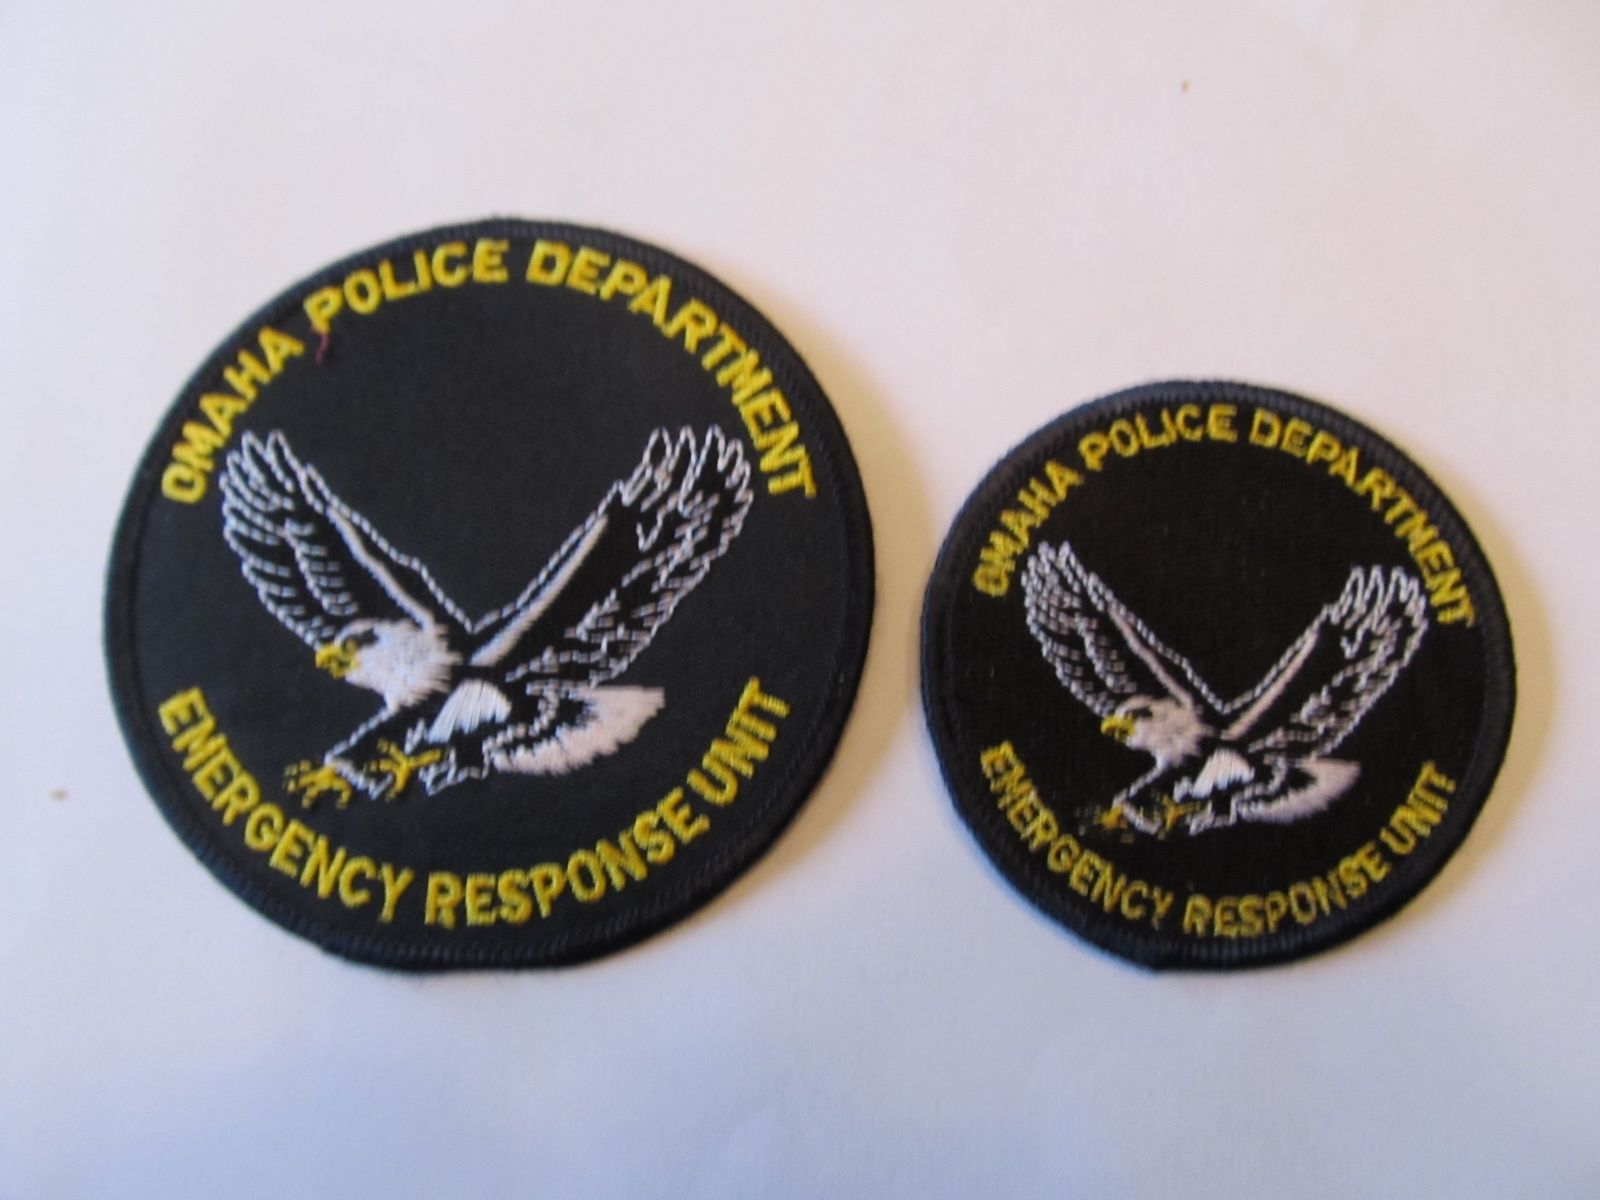 OMAHA POLICE DEPARTMENT
EMERGENCY RESPONSE UNIT
OMAHA POLICE DEPARTMENT
EMERGENCY RESPONSE UNIT